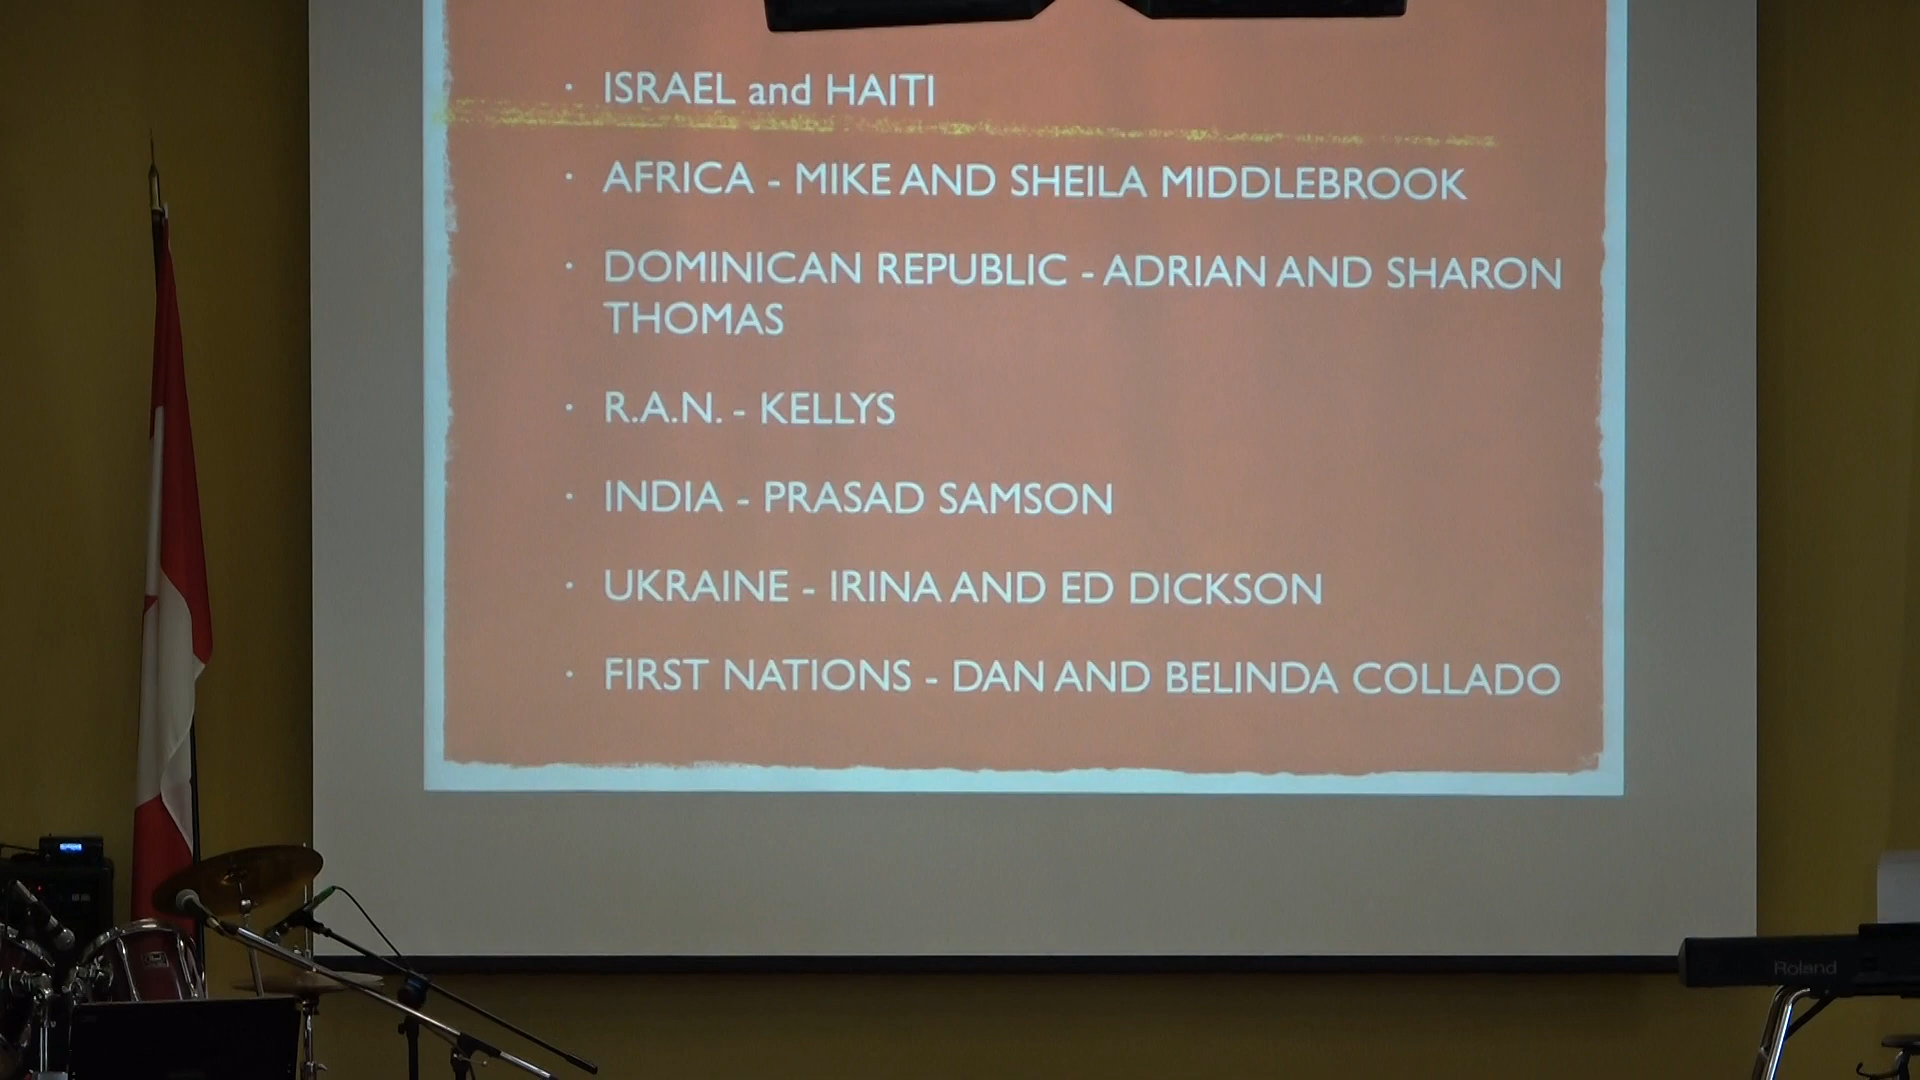 • ISRAEL and HAITI
• AFRICA - MIKE AND SHEILA MIDDLEBROOK
• DOMINICAN REPUBLIC - ADRIAN AND SHARON
THOMAS
• R.A.N. - KELLYS
• INDIA - PRASAD SAMSON
• UKRAINE - IRINA AND ED DICKSON
• FIRST NATIONS - DAN AND BELINDA COLLADO
Roland